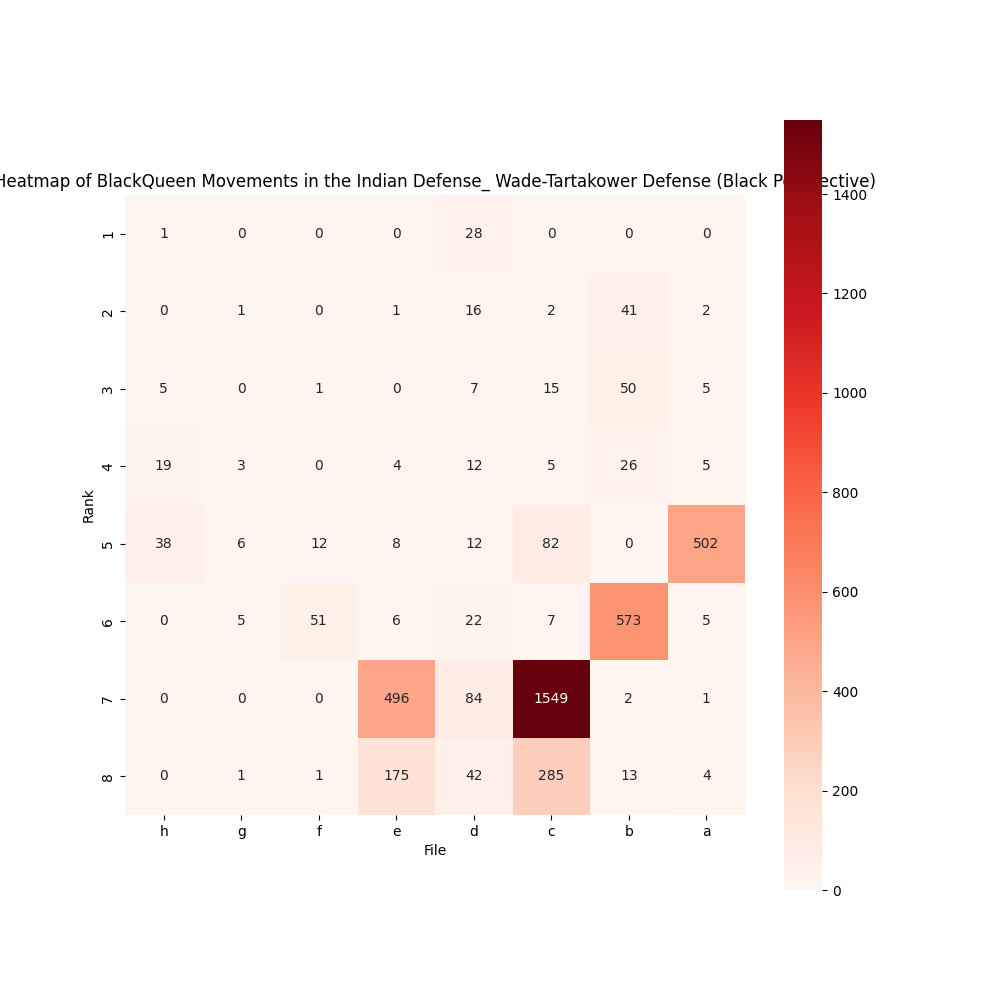 Heatmap of BlackQueen Movements in the Indian Defense_ Wade-Tartakower Defense (Black
1 1 0 0 0 28 0 0 0
2 0 1 0 1 16 2 41 2
3 5 0 1 0 7 15 50 5
4 19 3 0 4 12 5 26 5
5 38 6 12 8 12 82 0 502
6 0 5 51 6 22 7 573 5
7 0 0 0 496 84 1549 2 1
8 0 1 1 175 42 285 13 4
h g f e d c b a
File
Rank
1400
1200
1000
800
600
400
200
0